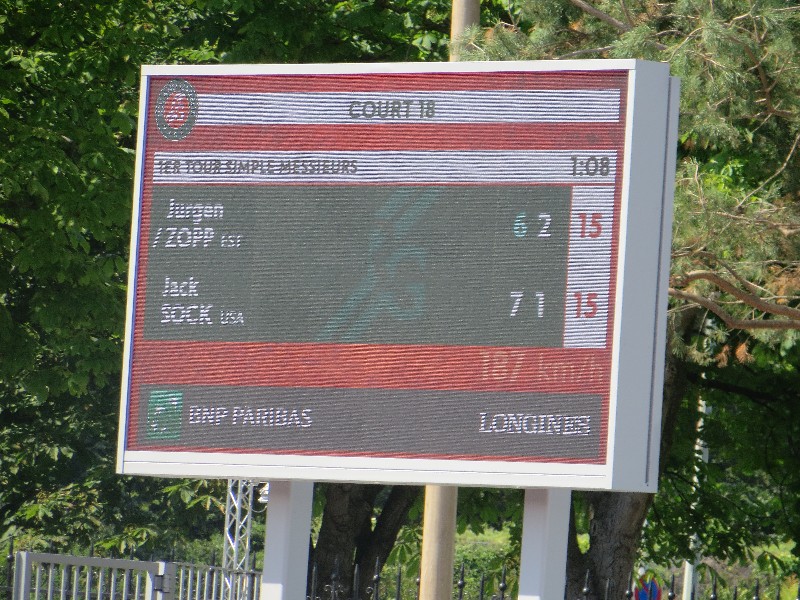 COURT 18
1ER TOUR SIMPLE MESSIEURS 1:08
Jurgen
/ ZOPP EST 6 2 15
Jack
SOCK USA 7 1 15
187 km/h
BNP PARIBAS LONGINES